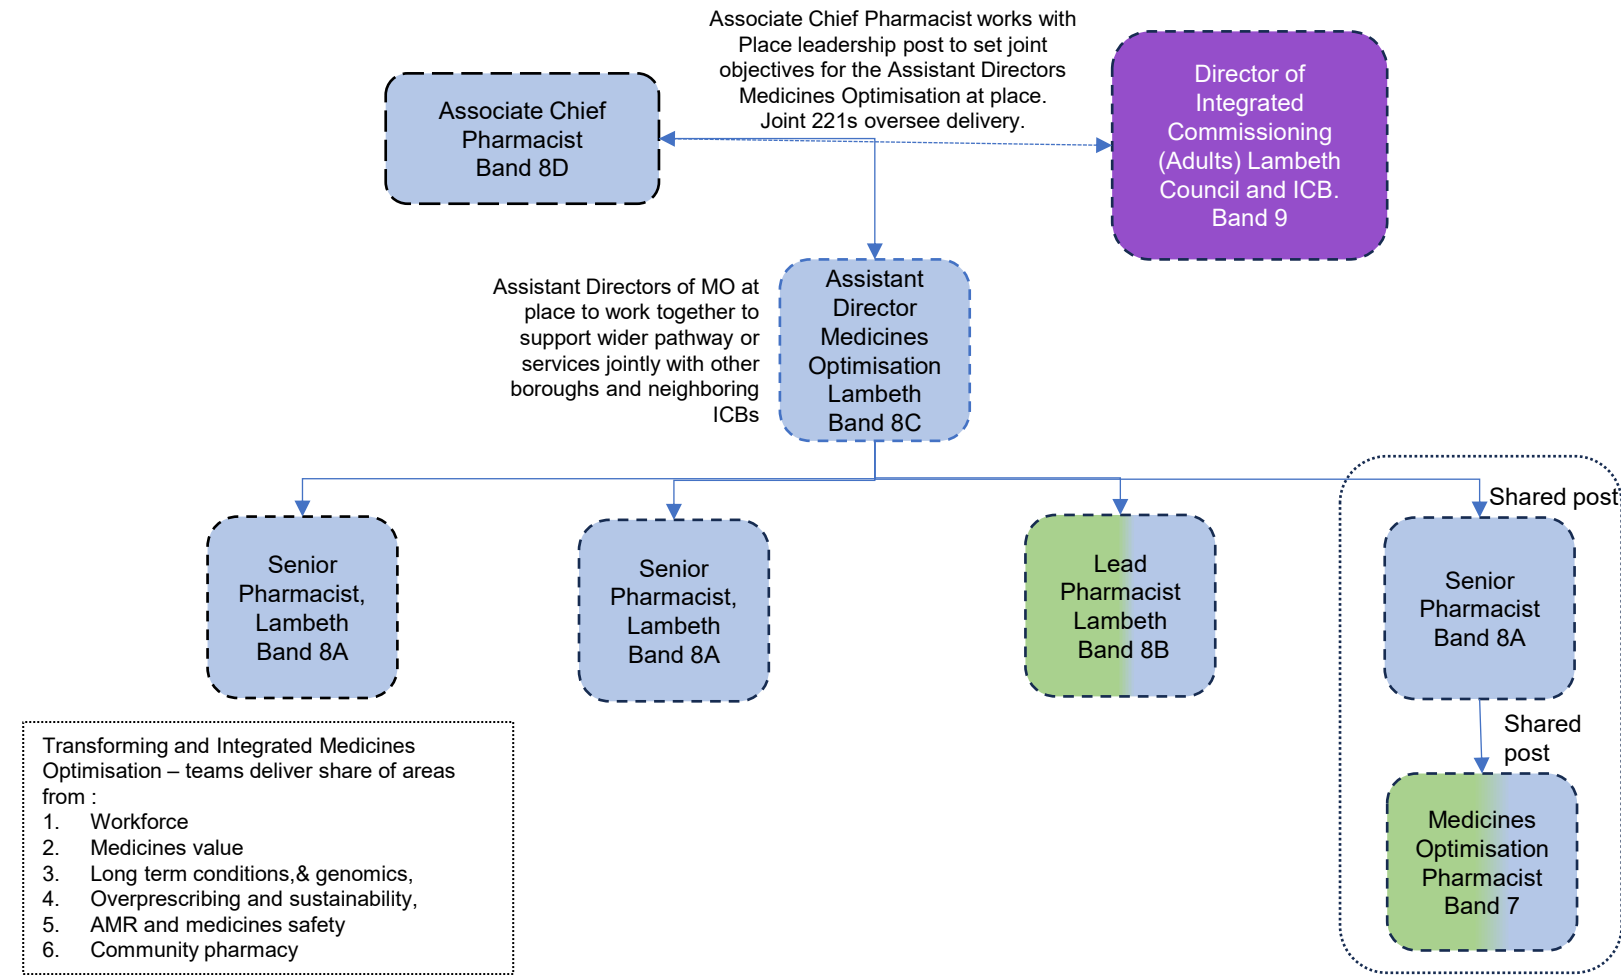 Associate Chief Pharmacist works with
Place leadership post to set joint
objectives for the Assistant Directors
Medicines Optimisation at place.
Joint 221s oversee delivery.
Associate Chief
Pharmacist
Band 8D
Director of
Integrated
Commissioning
(Adults) Lambeth
Council and ICB.
Band 9
Assistant Directors of MO at
place to work together to
support wider pathway or
services jointly with other
boroughs and neighboring
ICBs
Assistant
Director
Medicines
Optimisation
Lambeth
Band 8C
Senior
Pharmacist,
Lambeth
Band 8A
Senior
Pharmacist,
Lambeth
Band 8A
Lead
Pharmacist
Lambeth
Band 8B
Shared post
Senior
Pharmacist
Band 8A
Shared
post
Medicines
Optimisation
Pharmacist
Band 7
Transforming and Integrated Medicines
Optimisation – teams deliver share of areas
from :
1. Workforce
2. Medicines value
3. Long term conditions,& genomics,
4. Overprescribing and sustainability,
5. AMR and medicines safety
6. Community pharmacy